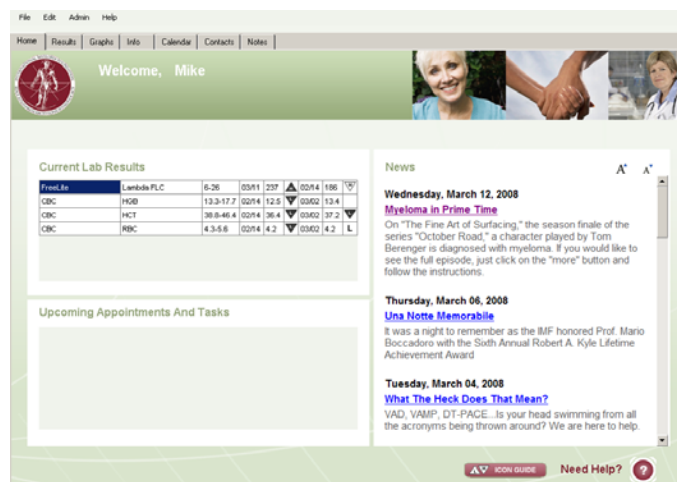 File Edit Admin Help
Home Results Graphs Info Calendar Contacts Notes
Welcome, Mike
Current Lab Results
FreeLite Lambda FLC 6-26 03/11 237 02/14 186
CBC HGB 13.3-17.7 02/14 12.5 03/02 13.4
CBC HCT 38.8-46.4 02/14 36.4 03/02 37.2
CBC RBC 4.3-5.6 02/14 4.2 03/02 4.2 L
Upcoming Appointments And Tasks
News A+ A+
Wednesday, March 12, 2008
Myeloma in Prime Time
On "The Fine Art of Surfacing," the season finale of the
series "October Road," a character played by Tom
Berenger is diagnosed with myeloma. If you would like to
see the full episode, just click on the "more" button and
follow the instructions.
Thursday, March 06, 2008
Una Notte Memorabile
It was a night to remember as the IMF honored Prof. Mario
Boccadoro with the Sixth Annual Robert A. Kyle Lifetime
Achievement Award
Tuesday, March 04, 2008
What The Heck Does That Mean?
VAD, VAMP, DT-PACE...Is your head swimming from all
the acronyms being thrown around? We are here to help.
ICON GUIDE Need Help? ?